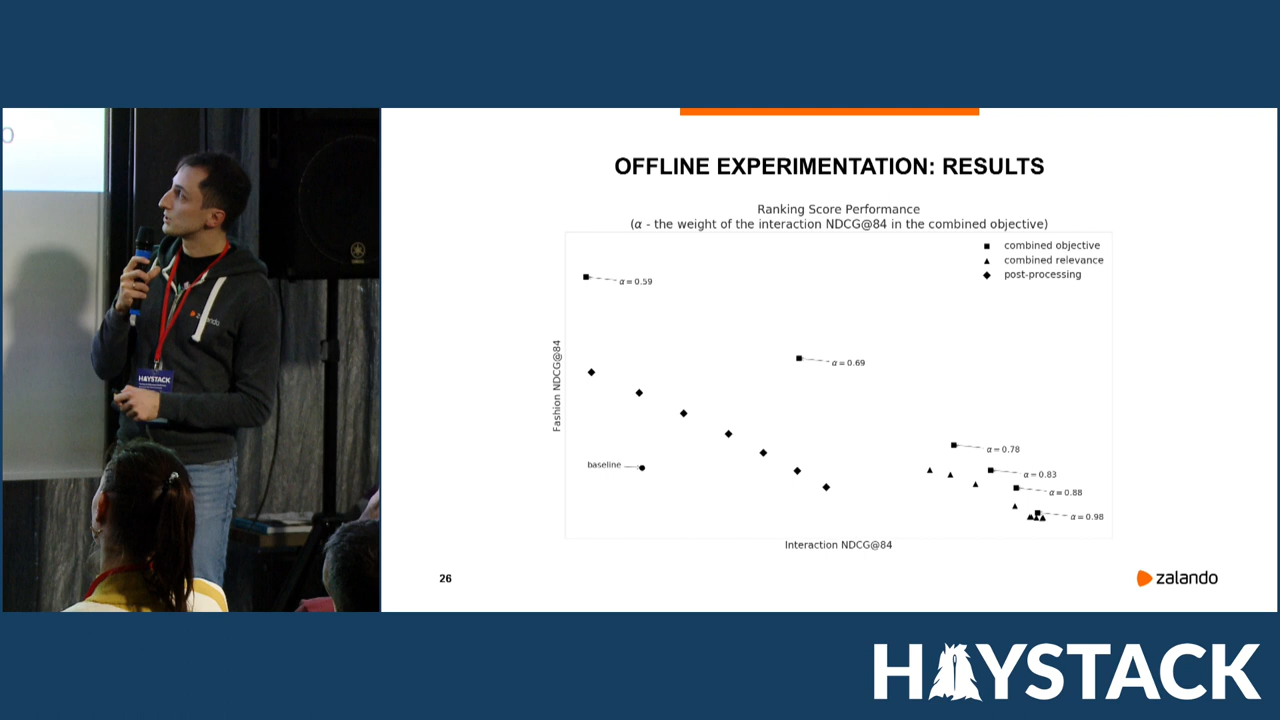 OFFLINE EXPERIMENTATION: RESULTS
Ranking Score Performance
(α - the weight of the interaction NDCG@84 in the combined objective)
combined objective
combined relevance
post-processing
α = 0.59
α = 0.69
α = 0.78
α = 0.83
α = 0.88
α = 0.98
baseline
Fashion NDCG@84
Interaction NDCG@84
26
zalando
HAYSTACK
HAYSTACK